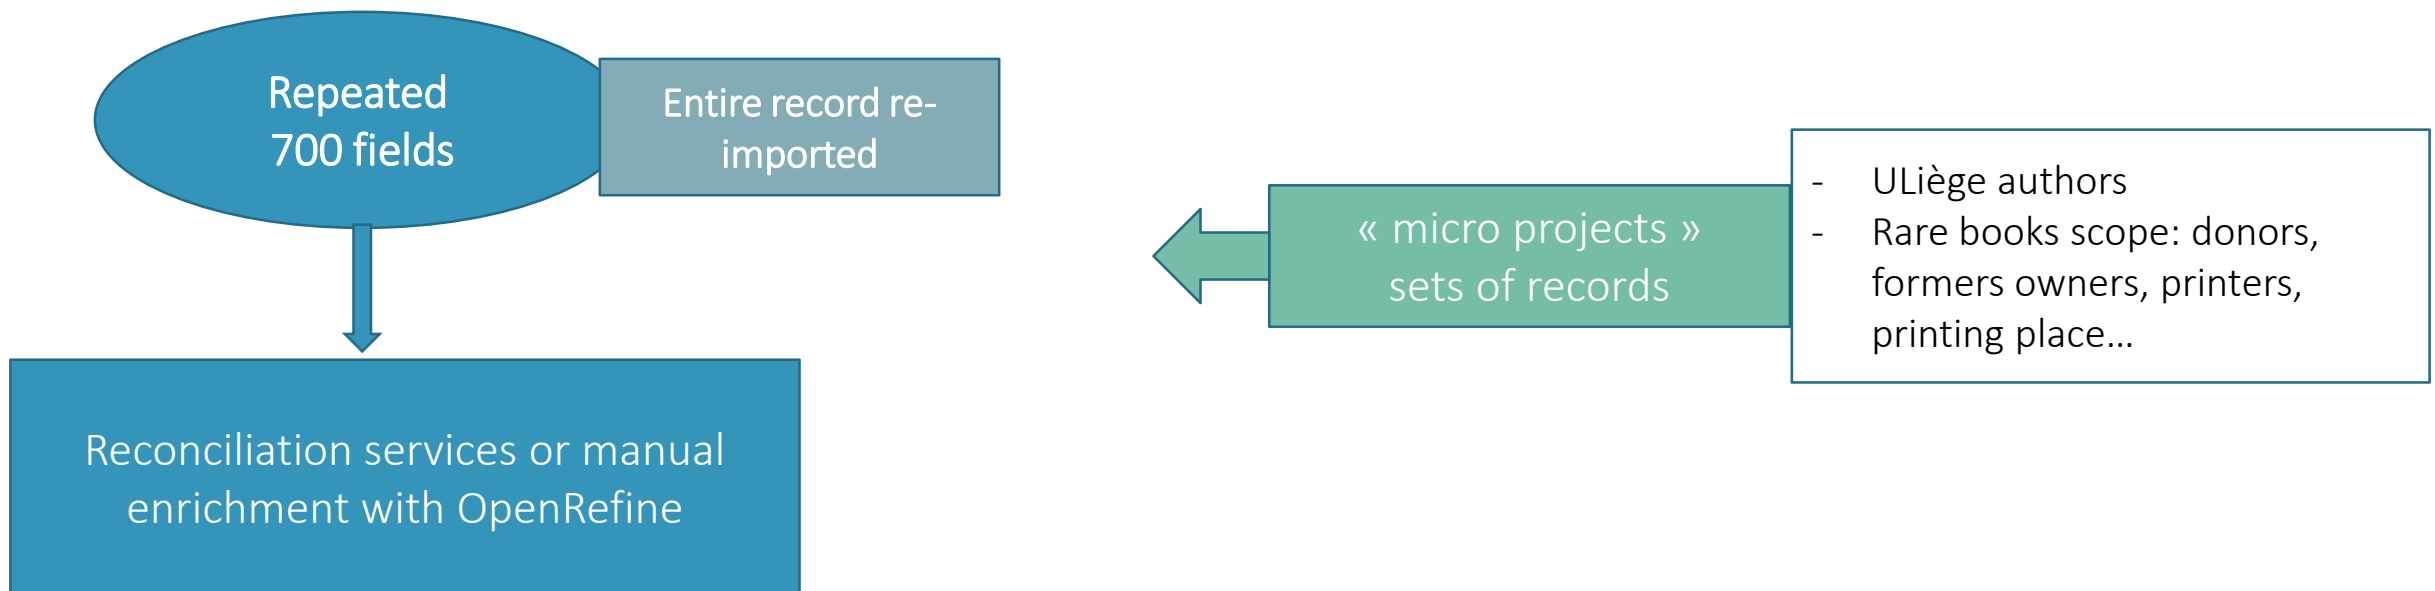 Repeated
700 fields
Entire record re-
imported
Reconciliation services or manual
enrichment with OpenRefine
« micro projects »
sets of records
- ULiège authors
- Rare books scope: donors,
formers owners, printers,
printing place…